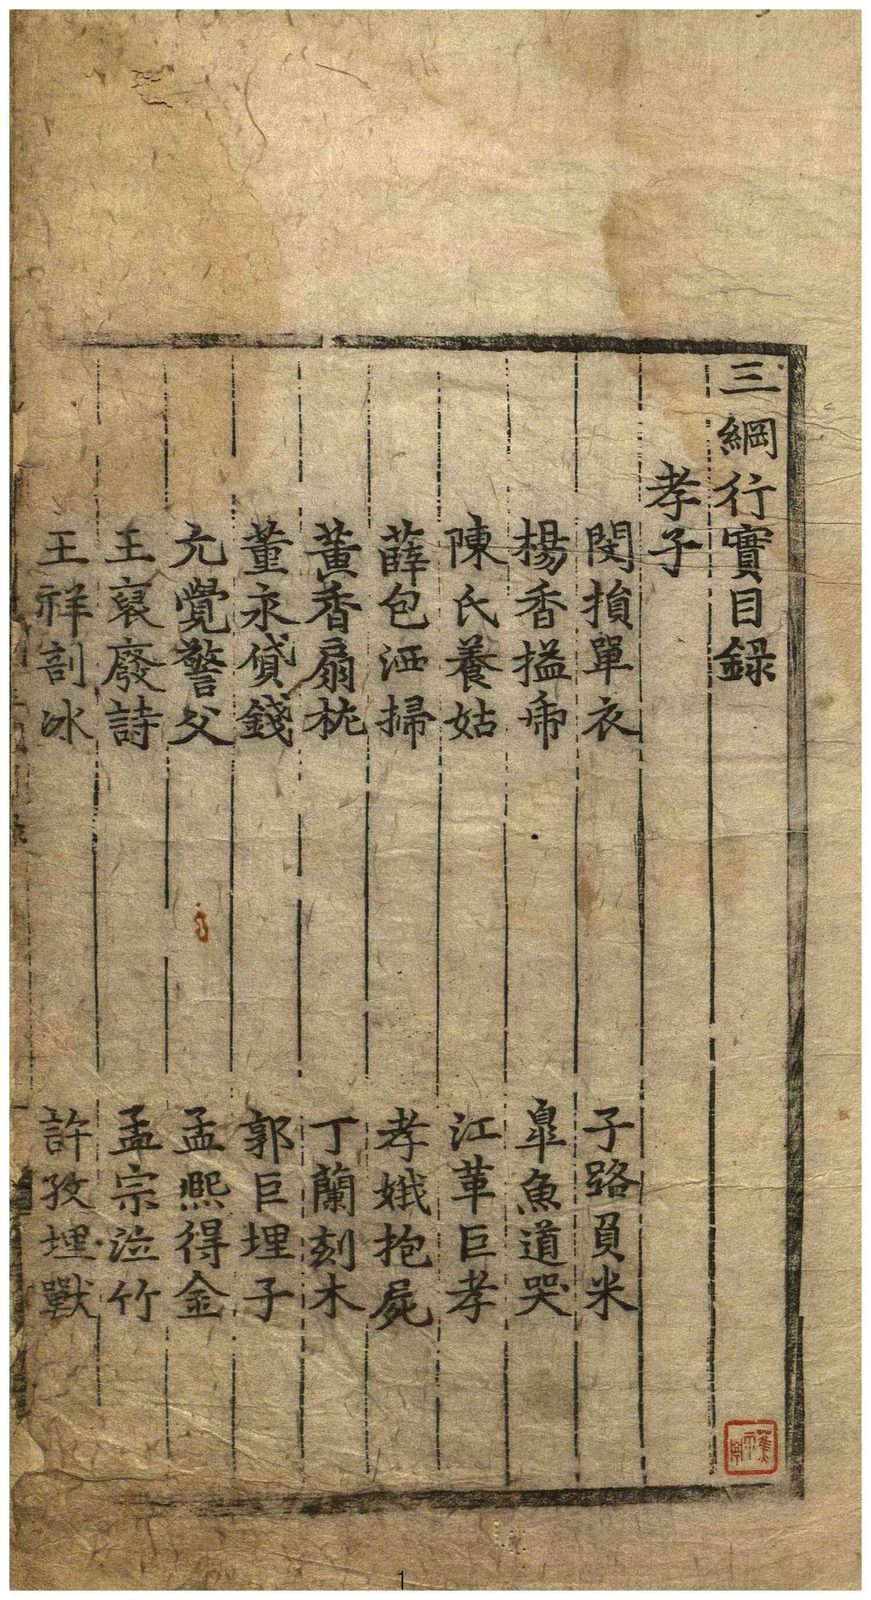 三綱行實目録
孝子
閔損單衣 子路負米
楊香搤虎 臯魚道哭
陳氏養姑 江革巨孝
薛包洒掃 孝娥抱屍
黃香扇枕 丁蘭刻木
董永貸錢 郭巨埋子
元覺警父 孟熙得金
王裒廢詩 孟宗泣竹
王祥剖冰 許孜埋獸
1